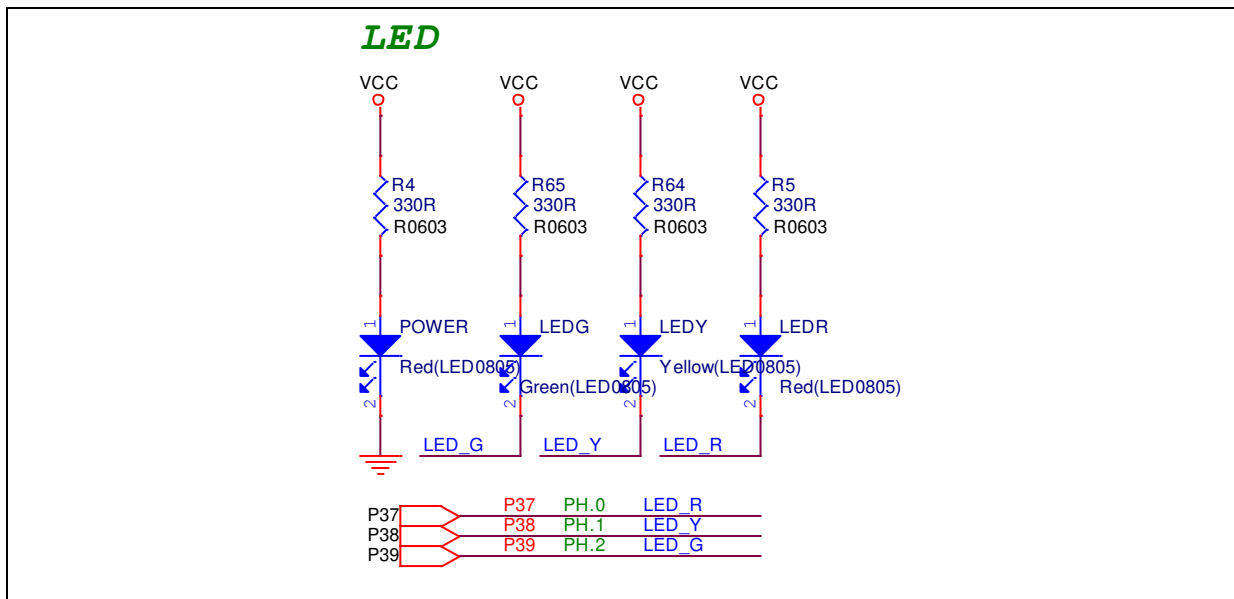 LED
VCC VCC VCC VCC
R4 R65 R64 R5
330R 330R 330R 330R
R0603 R0603 R0603 R0603
1 POWER 1 LEDG 1 LEDY 1 LEDR
Red(LED0805) Yellow(LED0805)
Green(LED0805) Red(LED0805)
2 2 2 2
LED_G LED_Y LED_R
P37 P37 PH.0 LED_R
P38 P38 PH.1 LED_Y
P39 P39 PH.2 LED_G